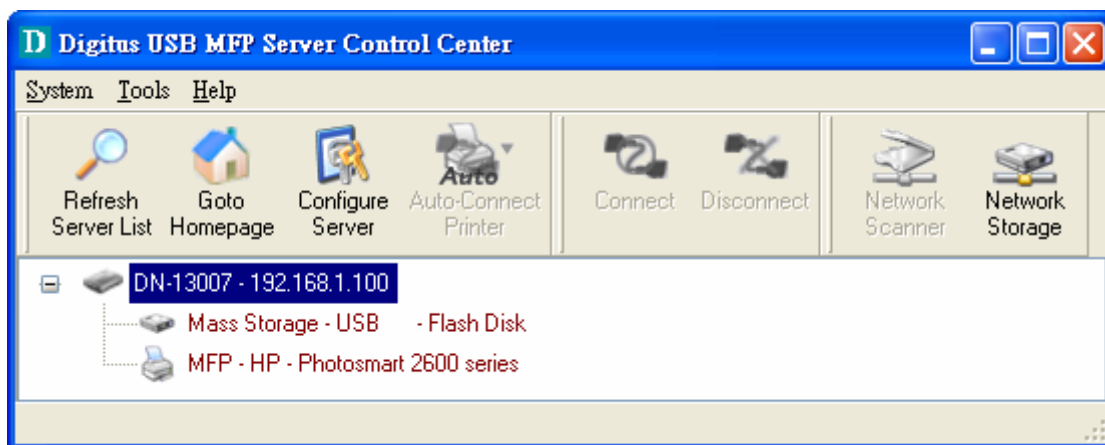 D Digitus USB MFP Server Control Center
System Tools Help
Auto
Refresh Server List
Goto Homepage
Configure Server
Auto-Connect Printer
Connect
Disconnect
Network Scanner
Network Storage
DN-13007 - 192.168.1.100
Mass Storage - USB - Flash Disk
MFP - HP - Photosmart 2600 series